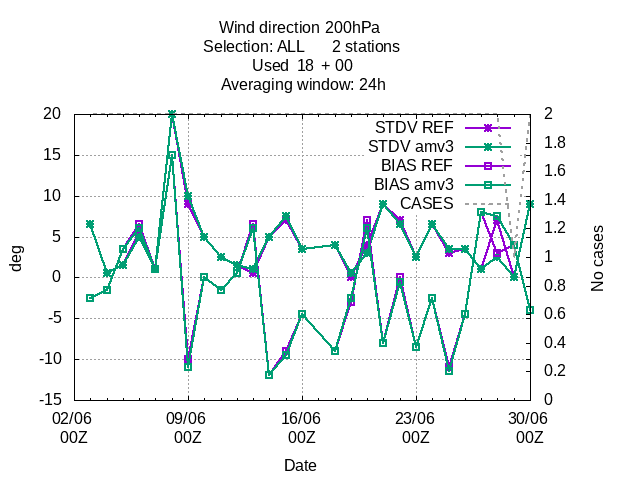 Wind direction 200hPa
Selection: ALL 2 stations
Used 18 + 00
Averaging window: 24h
20
15
10
5
0
-5
-10
-15
deg
STDV REF
STDV amv3
BIAS REF
BIAS amv3
CASES
2
1.8
1.6
1.4
1.2
1
0.8
0.6
0.4
0.2
0
No cases
02/06 09/06 16/06 23/06 30/06
00Z 00Z 00Z 00Z 00Z
Date